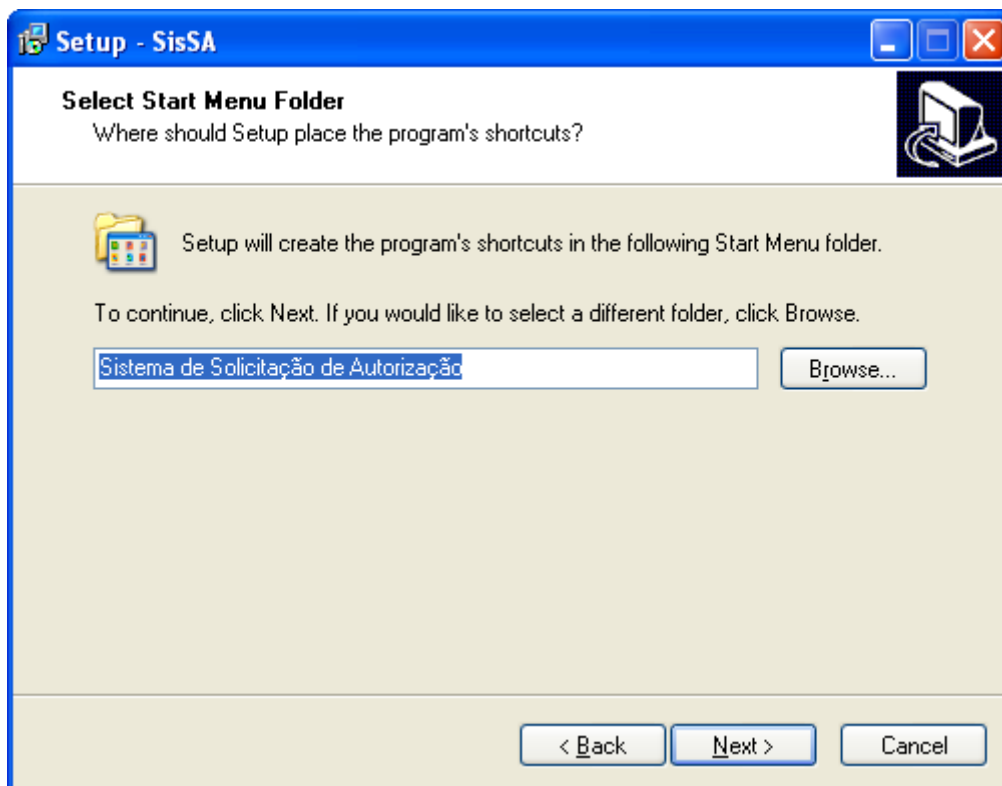 Setup - SisSA
Select Start Menu Folder
Where should Setup place the program's shortcuts?
Setup will create the program's shortcuts in the following Start Menu folder.
To continue, click Next. If you would like to select a different folder, click Browse.
Sistema de Solicitação de Autorização
Browse...
< Back
Next >
Cancel